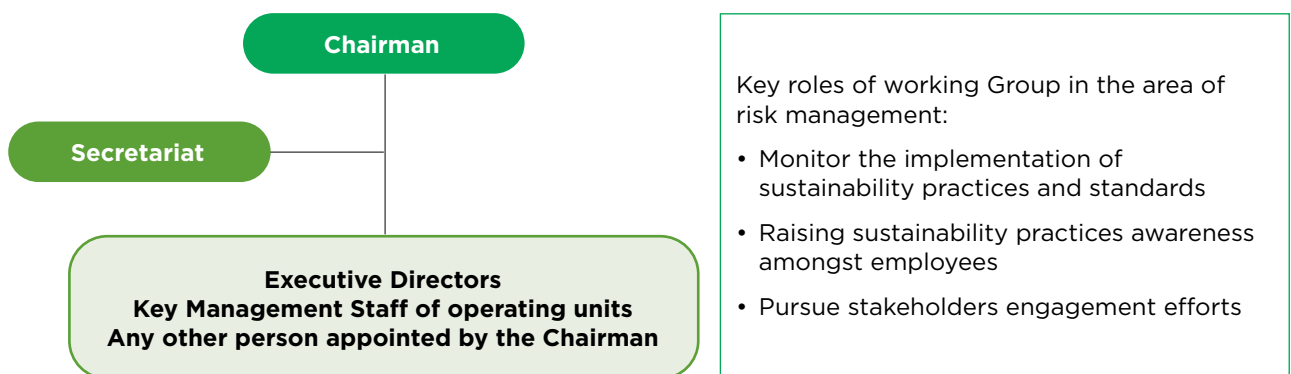 Chairman
Secretariat
Executive Directors
Key Management Staff of operating units
Any other person appointed by the Chairman
Key roles of working Group in the area of
risk management:
• Monitor the implementation of
sustainability practices and standards
• Raising sustainability practices awareness
amongst employees
• Pursue stakeholders engagement efforts